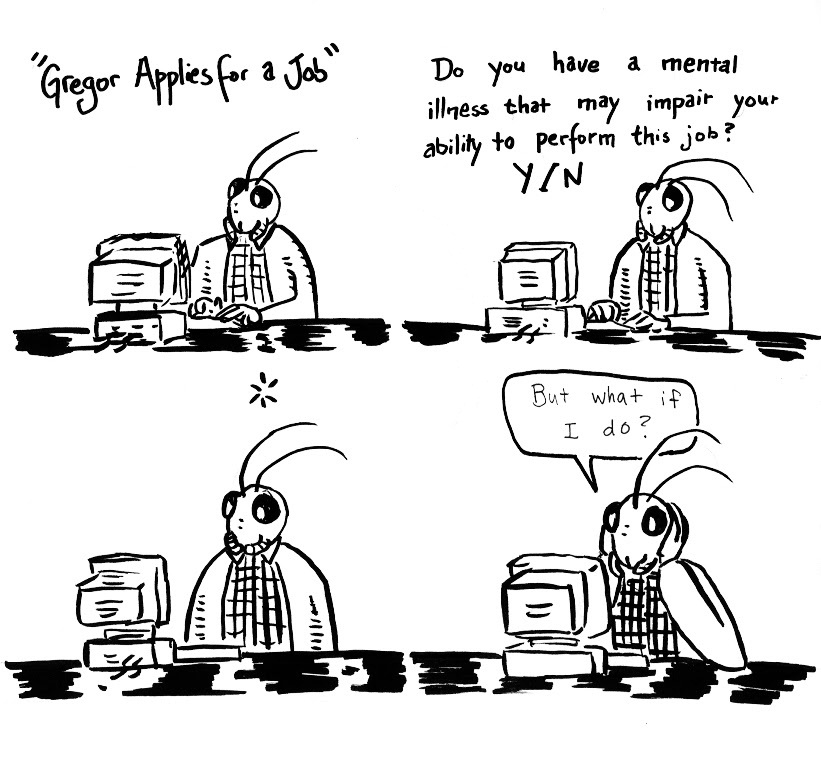 "Gregor Applies for a Job"
Do you have a mental
illness that may impair your
ability to perform this job?
Y/N
But what if
I do?